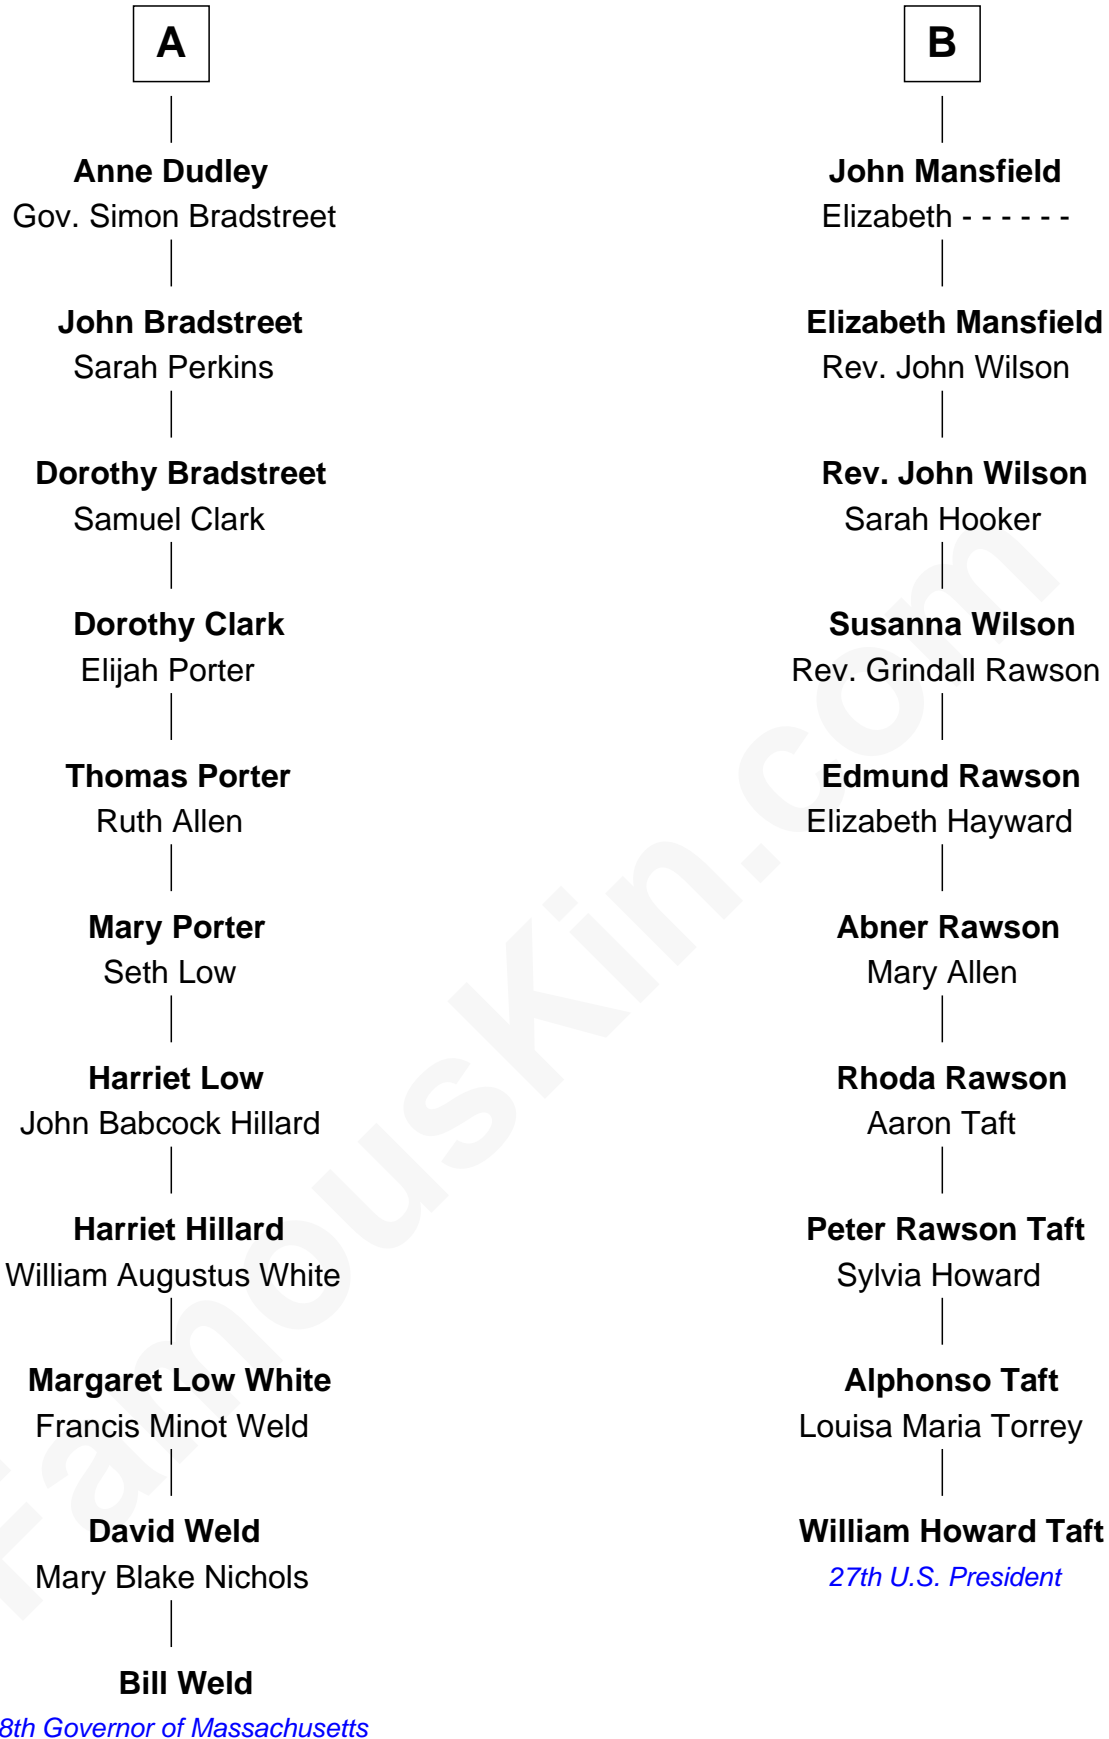 A
Anne Dudley
Gov. Simon Bradstreet
John Bradstreet
Sarah Perkins
Dorothy Bradstreet
Samuel Clark
Dorothy Clark
Elijah Porter
Thomas Porter
Ruth Allen
Mary Porter
Seth Low
Harriet Low
John Babcock Hillard
Harriet Hillard
William Augustus White
Margaret Low White
Francis Minot Weld
David Weld
Mary Blake Nichols
Bill Weld
8th Governor of Massachusetts
B
John Mansfield
Elizabeth - - - - - -
Elizabeth Mansfield
Rev. John Wilson
Rev. John Wilson
Sarah Hooker
Susanna Wilson
Rev. Grindall Rawson
Edmund Rawson
Elizabeth Hayward
Abner Rawson
Mary Allen
Rhoda Rawson
Aaron Taft
Peter Rawson Taft
Sylvia Howard
Alphonso Taft
Louisa Maria Torrey
William Howard Taft
27th U.S. President
FamousKin.com